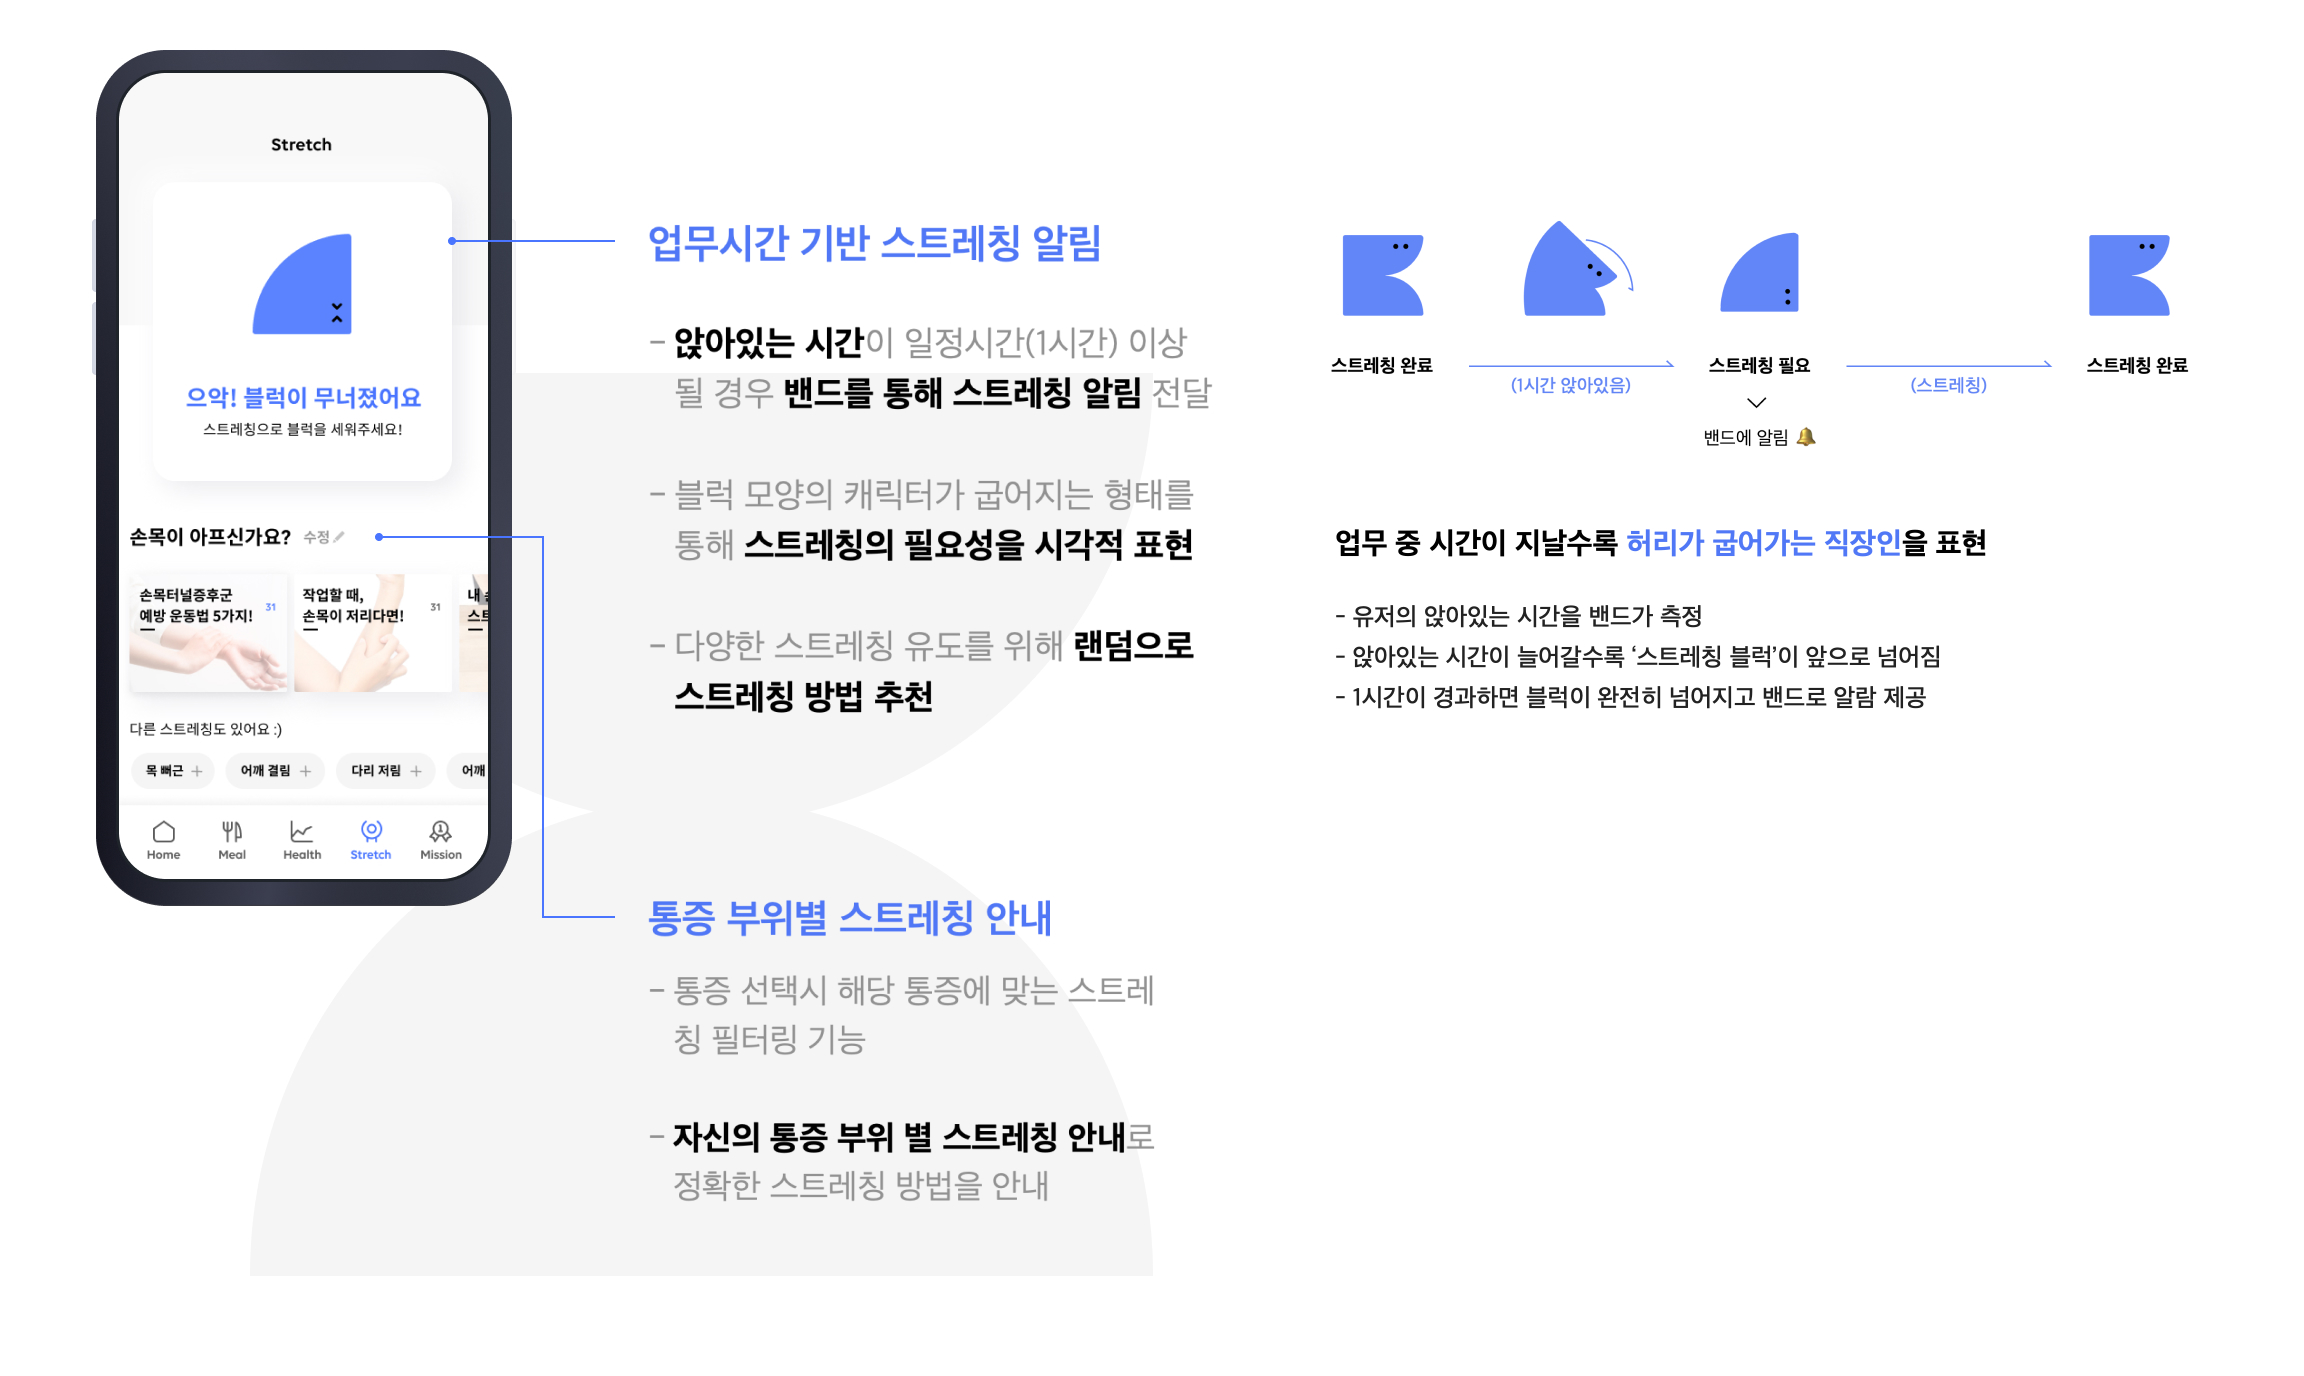 Stretch
으악! 블럭이 무너졌어요
스트레칭으로 블럭을 세워주세요!
손목이 아프신가요? 수정
손목터널증후군
예방 운동법 5가지!
31
작업할 때,
손목이 저리다면!
31
내
스트
다른 스트레칭도 있어요 :)
목 뻐근 +
어깨 결림 +
다리 저림 +
어깨
Home
Meal
Health
Stretch
Mission
업무시간 기반 스트레칭 알림
- 앉아있는 시간이 일정시간(1시간) 이상
될 경우 밴드를 통해 스트레칭 알림 전달
- 블럭 모양의 캐릭터가 굽어지는 형태를
통해 스트레칭의 필요성을 시각적 표현
- 다양한 스트레칭 유도를 위해 랜덤으로
스트레칭 방법 추천
통증 부위별 스트레칭 안내
- 통증 선택시 해당 통증에 맞는 스트레
칭 필터링 기능
- 자신의 통증 부위 별 스트레칭 안내로
정확한 스트레칭 방법을 안내
스트레칭 완료
(1시간 앉아있음)
스트레칭 필요
밴드에 알림
(스트레칭)
스트레칭 완료
업무 중 시간이 지날수록 허리가 굽어가는 직장인을 표현
- 유저의 앉아있는 시간을 밴드가 측정
- 앉아있는 시간이 늘어갈수록 ‘스트레칭 블럭’이 앞으로 넘어짐
- 1시간이 경과하면 블럭이 완전히 넘어지고 밴드로 알람 제공